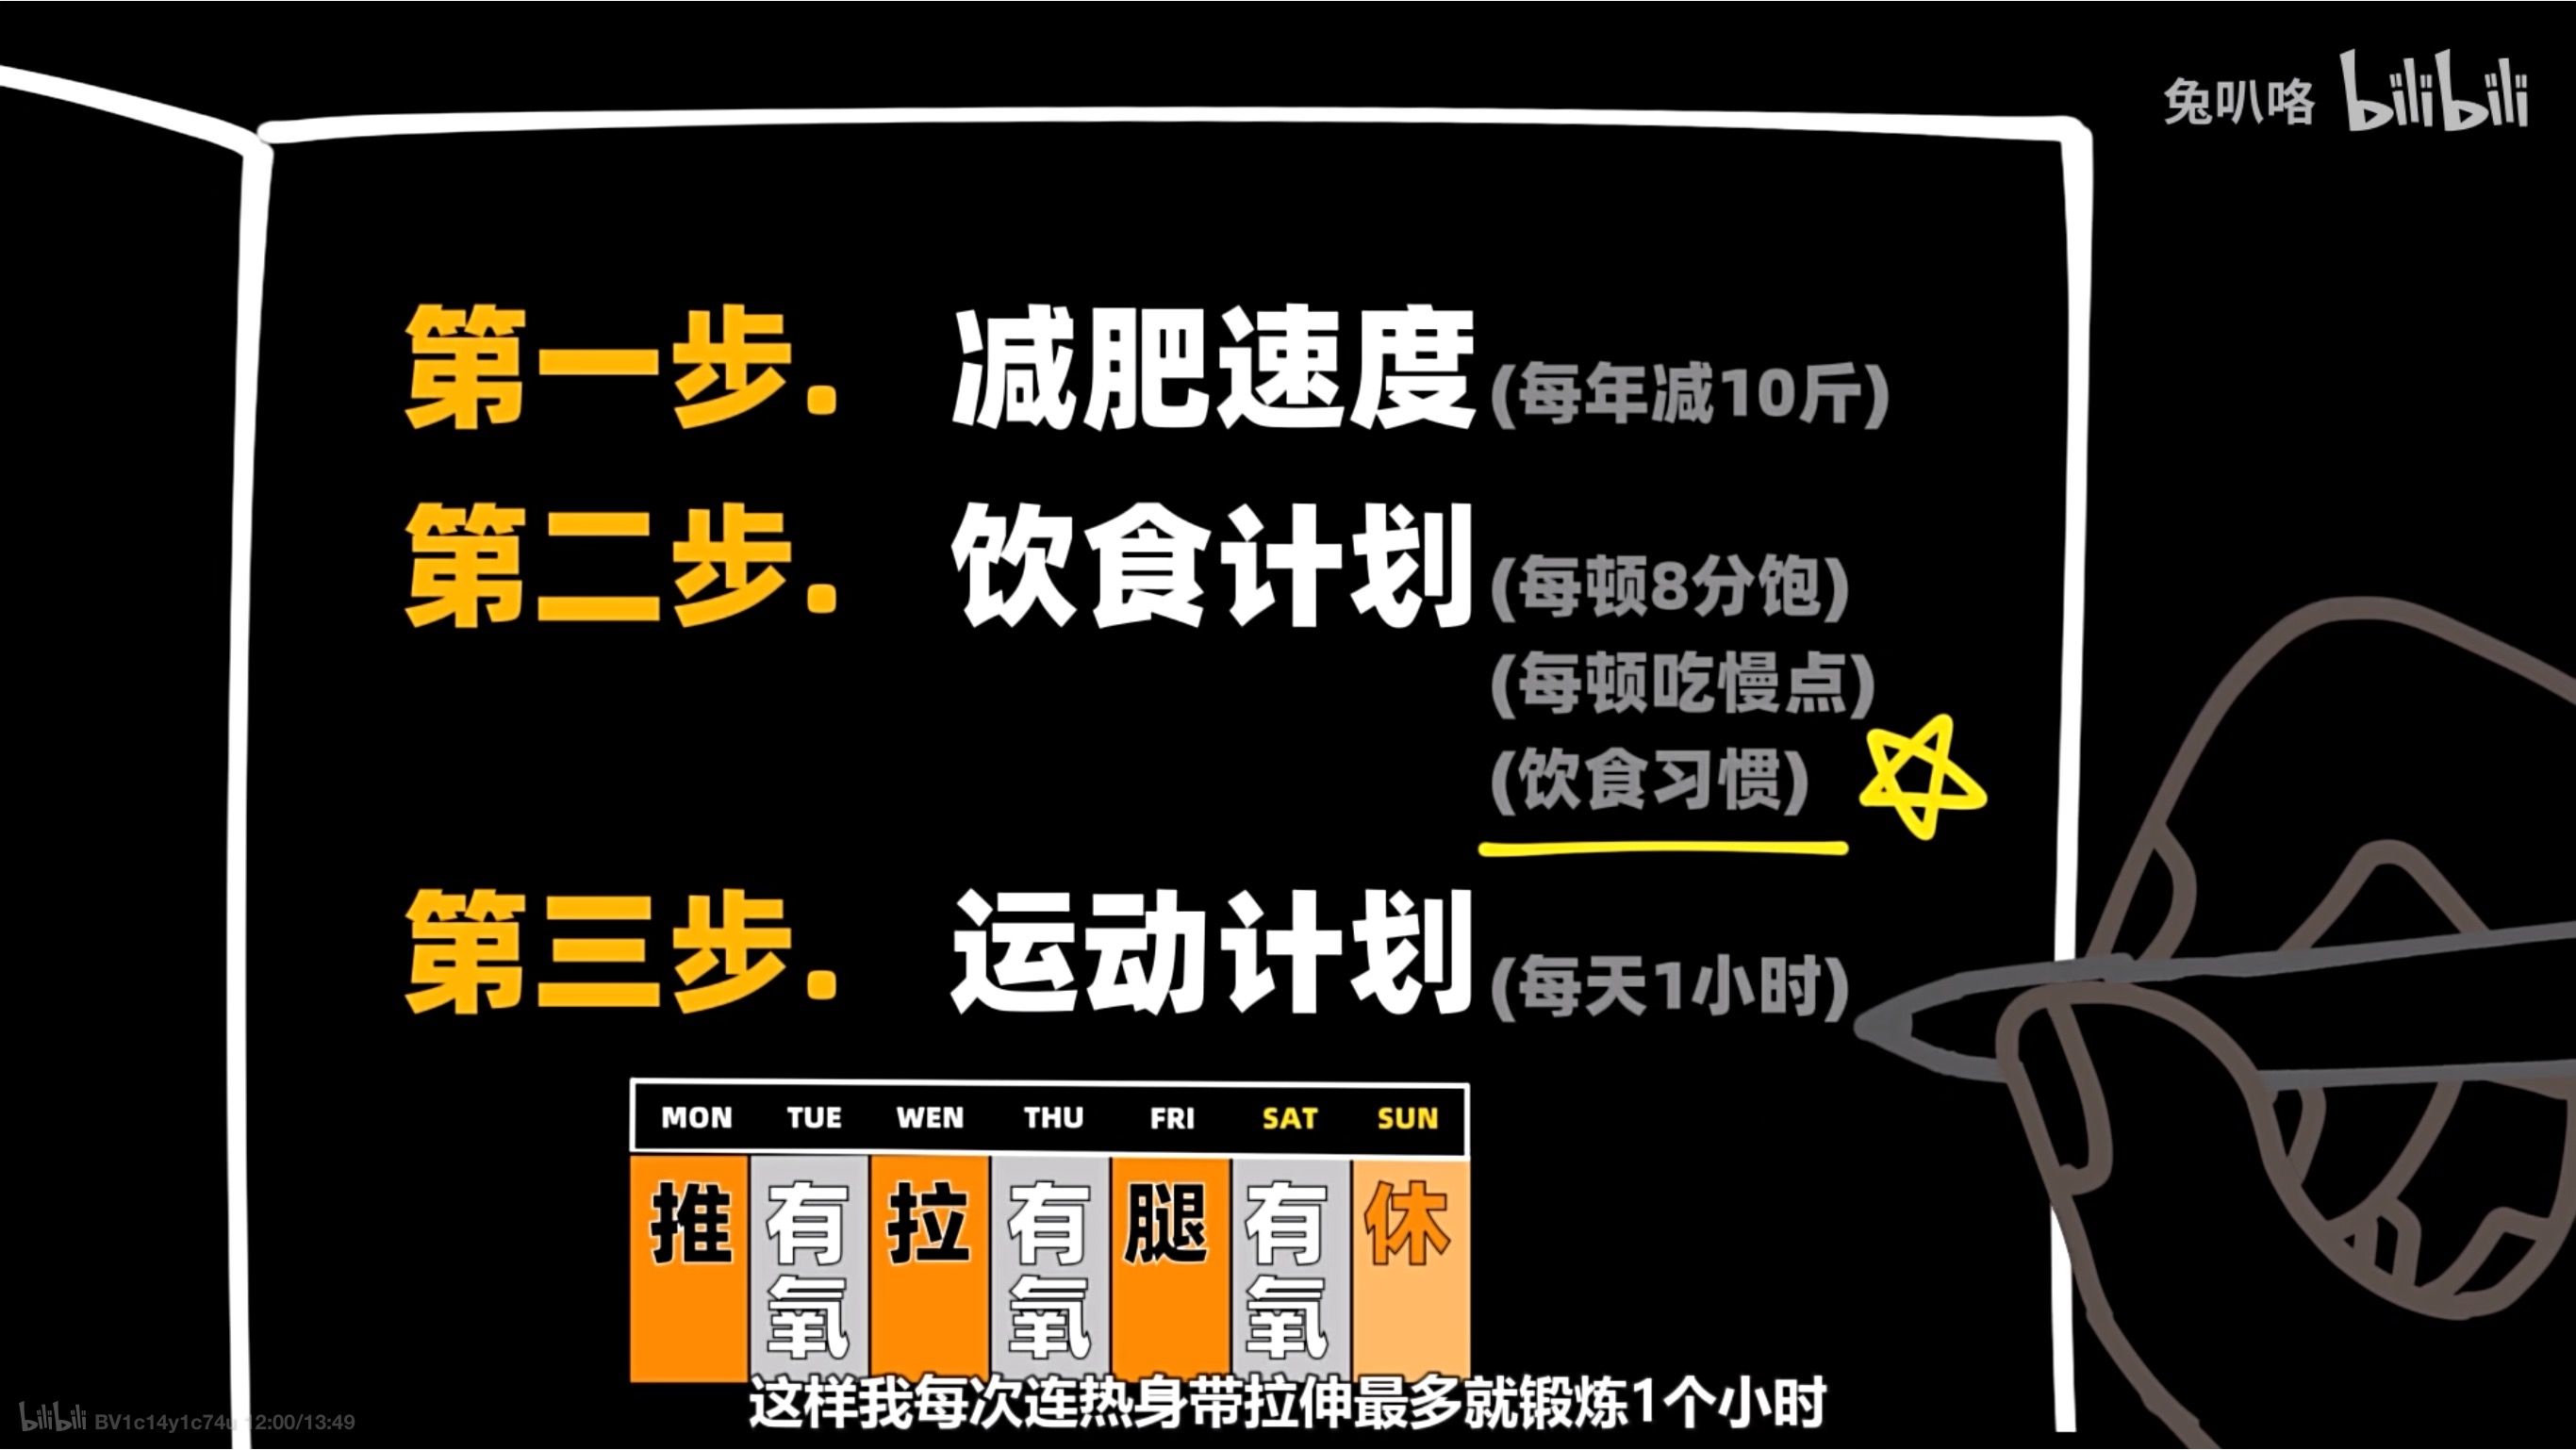 兔叭咯 bilibili
第一步. 减肥速度(每年减10斤)
第二步. 饮食计划(每顿8分饱)
(每顿吃慢点)
(饮食习惯)
第三步. 运动计划(每天1小时)
MON TUE WEN THU FRI SAT SUN
推 有氧 拉 有氧 腿 有氧 休
这样我每次连热身带拉伸最多就锻炼1个小时
bilibili BV1c14y1c74u 12:00/13:49